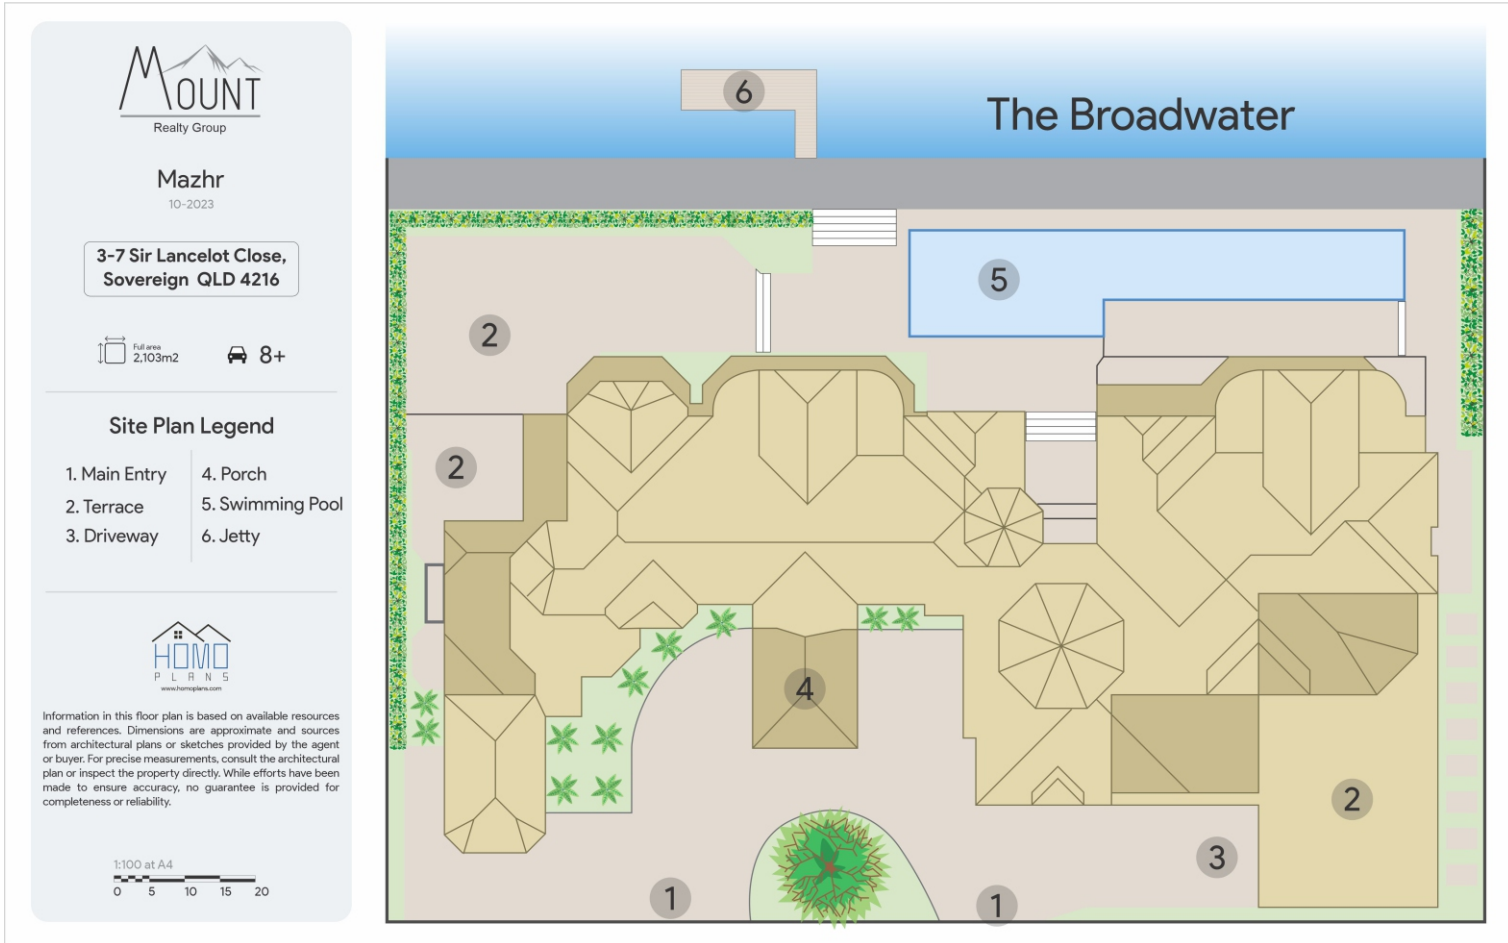 MOUNT
Realty Group
Mazhr
10-2023
3-7 Sir Lancelot Close,
Sovereign QLD 4216
Full area
2,103m2
8+
Site Plan Legend
1. Main Entry
2. Terrace
3. Driveway
4. Porch
5. Swimming Pool
6. Jetty
HOMO
PLANS
www.homoplans.com
Information in this floor plan is based on available resources
and references. Dimensions are approximate and sources
from architectural plans or sketches provided by the agent
or buyer. For precise measurements, consult the architectural
plan or inspect the property directly. While efforts have been
made to ensure accuracy, no guarantee is provided for
completeness or reliability.
1:100 at A4
0 5 10 15 20
6
The Broadwater
5
2
2
4
2
3
1
1